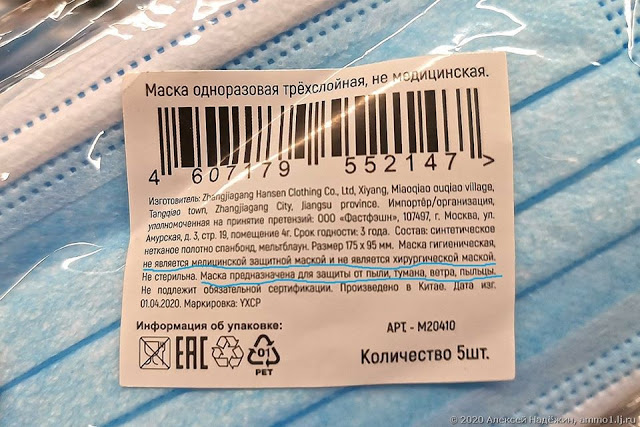 Маска одноразовая трёхслойная, не медицинская.
4 607179 552147 >
Изготовитель: Zhangjiagang Hansen Clothing Co., Ltd, Xiyang, Miaoqiao ouqiao village,
Tangqiao town, Zhangjiagang City, Jiangsu province. Импортёр/организация,
уполномоченная на принятие претензий: ООО «Фастфэшн», 107497, г. Москва, ул.
Амурская, д. 3, стр. 19, помещение 4г. Срок годности: 3 года. Состав: синтетическое
нетканое полотно спанбонд, мельтблаун. Размер 175 х 95 мм. Маска гигиеническая,
не является медицинской защитной маской и не является хирургической маской.
Не стерильна. Маска предназначена для защиты от пыли, тумана, ветра, пыльцы.
Не подлежит обязательной сертификации. Произведено в Китае. Дата изг.
01.04.2020. Маркировка: YXCP
Информация об упаковке:
АРТ. - М20410
EAC
01
PET
Количество 5шт.
© 2020 Алексей Надёжин, ammo1.lj.ru